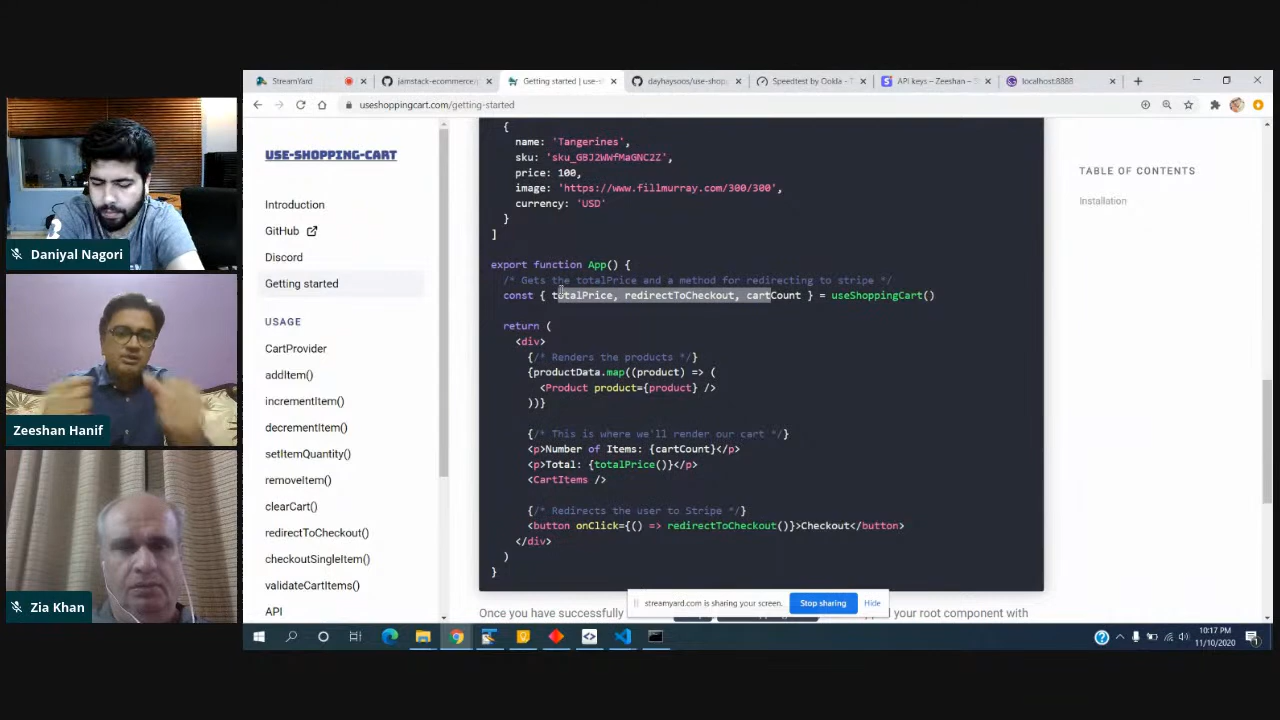 StreamYard
jamstack-ecommerce/
Getting started | use-s
dayhaysoos/use-shop
Speedtest by Ookla - T
API keys – Zeeshan – S
localhost:8888
useshoppingcart.com/getting-started
Daniyal Nagori
Zeeshan Hanif
Zia Khan
USE-SHOPPING-CART
Introduction
GitHub
Discord
Getting started
USAGE
CartProvider
addItem()
incrementItem()
decrementItem()
setItemQuantity()
removeItem()
clearCart()
redirectToCheckout()
checkoutSingleItem()
validateCartItems()
API
{
name: 'Tangerines',
sku: 'sku_GBJ2WWfMaGNC2Z',
price: 100,
image: 'https://www.fillmurray.com/300/300',
currency: 'USD'
}
]
export function App() {
/* Gets the totalPrice and a method for redirecting to stripe */
const { totalPrice, redirectToCheckout, cartCount } = useShoppingCart()
return (
<div>
{/* Renders the products */}
{productData.map((product) => (
<Product product={product} />
))}
{/* This is where we'll render our cart */}
<p>Number of Items: {cartCount}</p>
<p>Total: {totalPrice()}</p>
<CartItems />
{/* Redirects the user to Stripe */}
<button onClick={() => redirectToCheckout()}>Checkout</button>
</div>
)
}
Once you have successfully
your root component with
TABLE OF CONTENTS
Installation
streamyard.com is sharing your screen.
Stop sharing
Hide
10:17 PM
11/10/2020